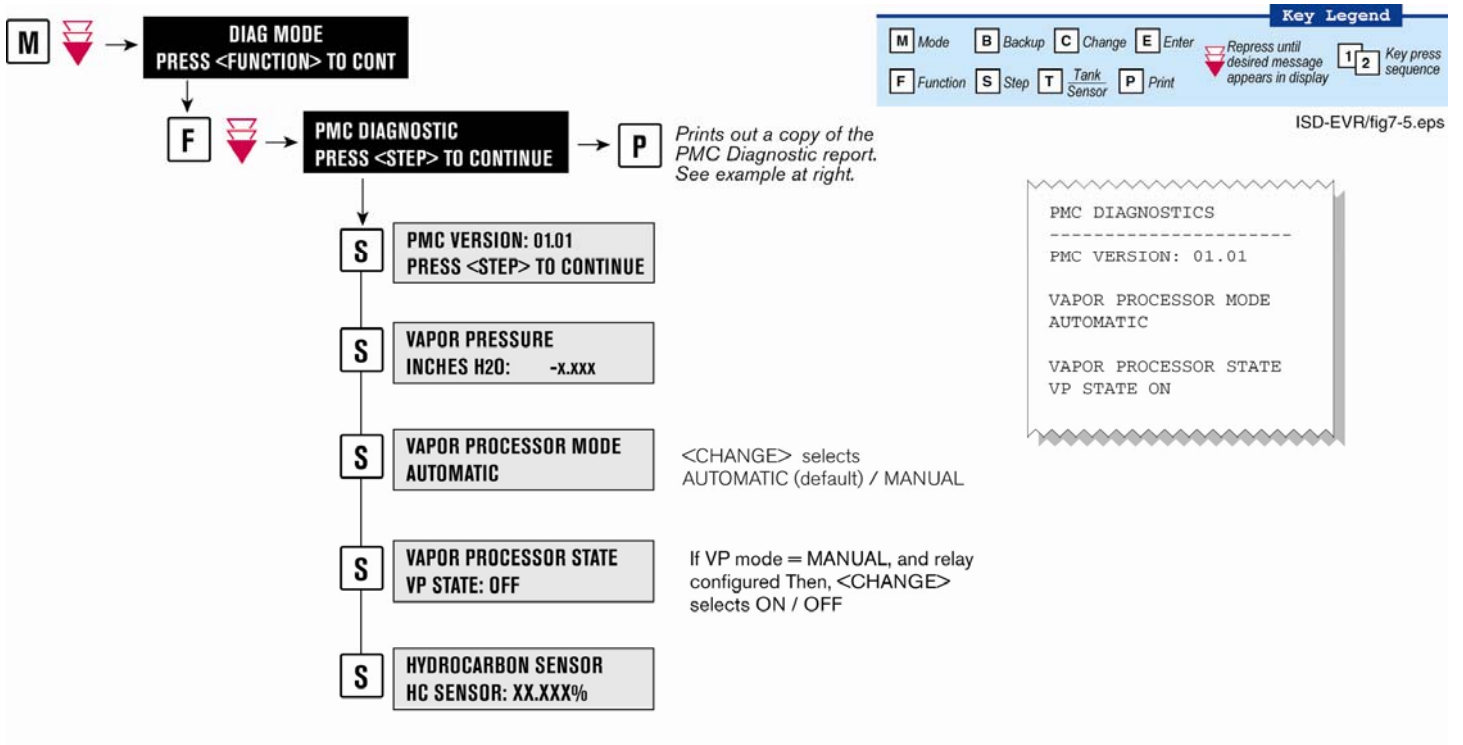 Key Legend
M Mode B Backup C Change E Enter
Repress until
desired message
appears in display
1 2 Key press
sequence
F Function S Step T Tank
Sensor P Print
ISD-EVR/fig7-5.eps
M
DIAG MODE
PRESS <FUNCTION> TO CONT
F
PMC DIAGNOSTIC
PRESS <STEP> TO CONTINUE
P
Prints out a copy of the
PMC Diagnostic report.
See example at right.
S
PMC VERSION: 01.01
PRESS <STEP> TO CONTINUE
S
VAPOR PRESSURE
INCHES H2O: -x.xxx
S
VAPOR PROCESSOR MODE
AUTOMATIC
<CHANGE> selects
AUTOMATIC (default) / MANUAL
S
VAPOR PROCESSOR STATE
VP STATE: OFF
If VP mode = MANUAL, and relay
configured Then, <CHANGE>
selects ON / OFF
S
HYDROCARBON SENSOR
HC SENSOR: XX.XXX%
PMC DIAGNOSTICS
----------------------
PMC VERSION: 01.01
VAPOR PROCESSOR MODE
AUTOMATIC
VAPOR PROCESSOR STATE
VP STATE ON